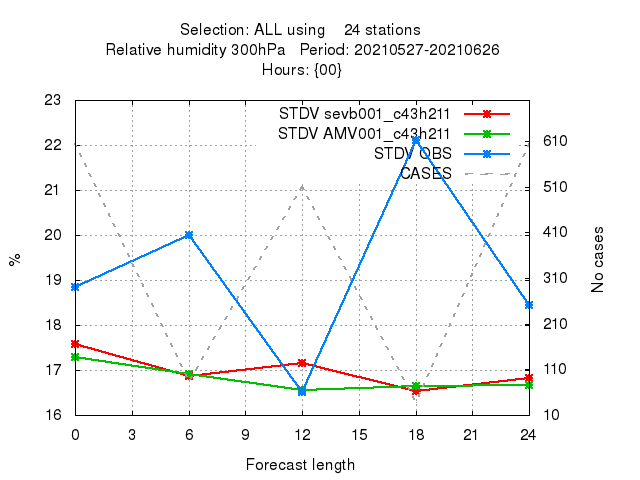 Selection: ALL using    24 stations
Relative humidity 300hPa   Period: 20210527-20210626
Hours: {00}
STDV sevb001_c43h211
STDV AMV001_c43h211
STDV OBS
CASES
23
22
21
20
19
18
17
16
%
610
510
410
310
210
110
10
No cases
0 3 6 9 12 15 18 21 24
Forecast length